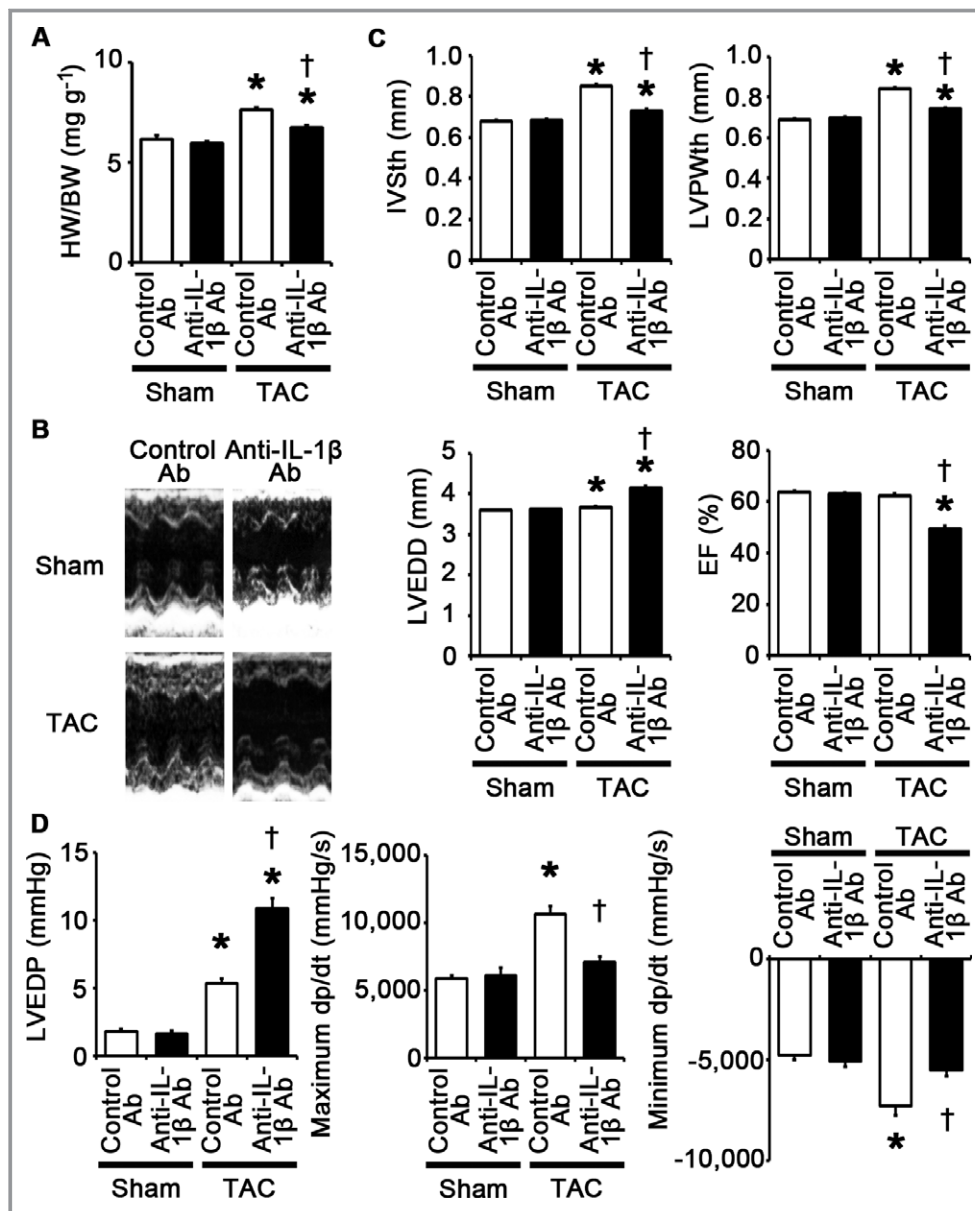 A
HW/BW (mg g-1)
10
5
0
*
†
*
Control Ab
Anti-IL-1β Ab
Control Ab
Anti-IL-1β Ab
Sham
TAC
C
IVSth (mm)
1.0
0.8
0.6
0.4
0.2
0
*
†
*
Control Ab
Anti-IL-1β Ab
Control Ab
Anti-IL-1β Ab
Sham
TAC
LVPWth (mm)
1.0
0.8
0.6
0.4
0.2
0
*
†
*
Control Ab
Anti-IL-1β Ab
Control Ab
Anti-IL-1β Ab
Sham
TAC
B
Control Ab
Anti-IL-1β Ab
Sham
TAC
LVEDD (mm)
5
4
3
2
1
0
*
†
*
Control Ab
Anti-IL-1β Ab
Control Ab
Anti-IL-1β Ab
Sham
TAC
EF (%)
80
60
40
20
0
†
*
Control Ab
Anti-IL-1β Ab
Control Ab
Anti-IL-1β Ab
Sham
TAC
D
LVEDP (mmHg)
15
10
5
0
*
†
*
Control Ab
Anti-IL-1β Ab
Control Ab
Anti-IL-1β Ab
Sham
TAC
Maximum dp/dt (mmHg/s)
15,000
10,000
5,000
0
*
†
Control Ab
Anti-IL-1β Ab
Control Ab
Anti-IL-1β Ab
Sham
TAC
Sham
TAC
Control Ab
Anti-IL-1β Ab
Control Ab
Anti-IL-1β Ab
Minimum dp/dt (mmHg/s)
0
-5,000
-10,000
*
†